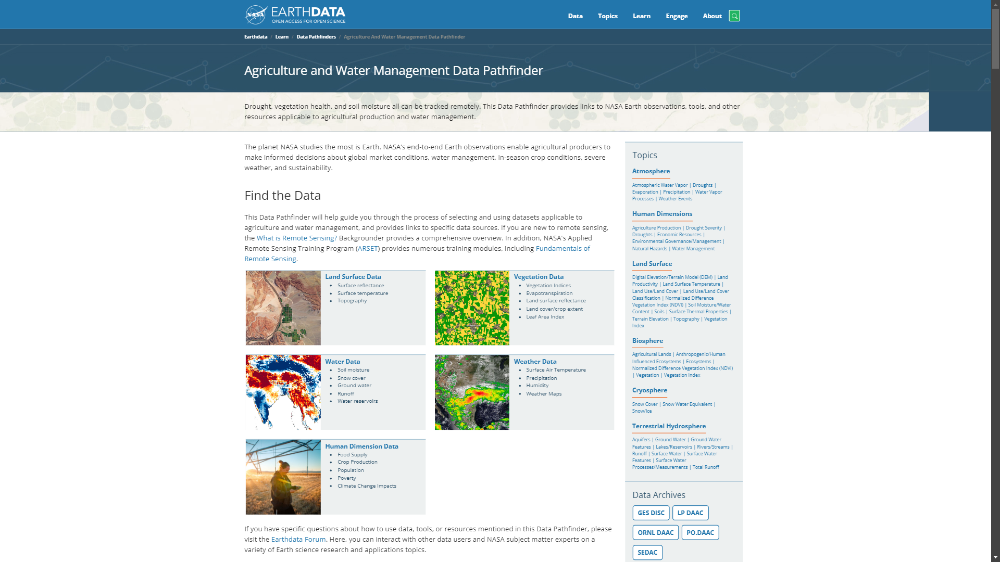 NASA
EARTHDATA
OPEN ACCESS FOR OPEN SCIENCE
Data
Topics
Learn
Engage
About
Earthdata / Learn / Data Pathfinders / Agriculture And Water Management Data Pathfinder
Agriculture and Water Management Data Pathfinder
Drought, vegetation health, and soil moisture all can be tracked remotely. This Data Pathfinder provides links to NASA Earth observations, tools, and other
resources applicable to agricultural production and water management.
The planet NASA studies the most is Earth. NASA’s end-to-end Earth observations enable agricultural producers to
make informed decisions about global market conditions, water management, in-season crop conditions, severe
weather, and sustainability.
Find the Data
This Data Pathfinder will help guide you through the process of selecting and using datasets applicable to
agriculture and water management, and provides links to specific data sources. If you are new to remote sensing,
the What is Remote Sensing? Backgrounder provides a comprehensive overview. In addition, NASA's Applied
Remote Sensing Training Program (ARSET) provides numerous training modules, including Fundamentals of
Remote Sensing.
Land Surface Data
• Surface reflectance
• Surface temperature
• Topography
Vegetation Data
• Vegetation Indices
• Evapotranspiration
• Land surface reflectance
• Land cover/crop extent
• Leaf Area Index
Water Data
• Soil moisture
• Snow cover
• Ground water
• Runoff
• Water reservoirs
Weather Data
• Surface Air Temperature
• Precipitation
• Humidity
• Weather Maps
Human Dimension Data
• Food Supply
• Crop Production
• Population
• Poverty
• Climate Change Impacts
If you have specific questions about how to use data, tools, or resources mentioned in this Data Pathfinder, please
visit the Earthdata Forum. Here, you can interact with other data users and NASA subject matter experts on a
variety of Earth science research and applications topics.
Topics
Atmosphere
Atmospheric Water Vapor | Droughts |
Evaporation | Precipitation | Water Vapor
Processes | Weather Events
Human Dimensions
Agriculture Production | Drought Severity |
Droughts | Economic Resources |
Environmental Governance/Management |
Natural Hazards | Water Management
Land Surface
Digital Elevation/Terrain Model (DEM) | Land
Productivity | Land Surface Temperature |
Land Use/Land Cover | Land Use/Land Cover
Classification | Normalized Difference
Vegetation Index (NDVI) | Soil Moisture/Water
Content | Soils | Surface Thermal Properties |
Terrain Elevation | Topography | Vegetation
Index
Biosphere
Agricultural Lands | Anthropogenic/Human
Influenced Ecosystems | Ecosystems |
Normalized Difference Vegetation Index (NDVI)
| Vegetation | Vegetation Index
Cryosphere
Snow Cover | Snow Water Equivalent |
Snow/Ice
Terrestrial Hydrosphere
Aquifers | Ground Water | Ground Water
Features | Lakes/Reservoirs | Rivers/Streams |
Runoff | Surface Water | Surface Water
Features | Surface Water
Processes/Measurements | Total Runoff
Data Archives
GES DISC
LP DAAC
ORNL DAAC
PO.DAAC
SEDAC